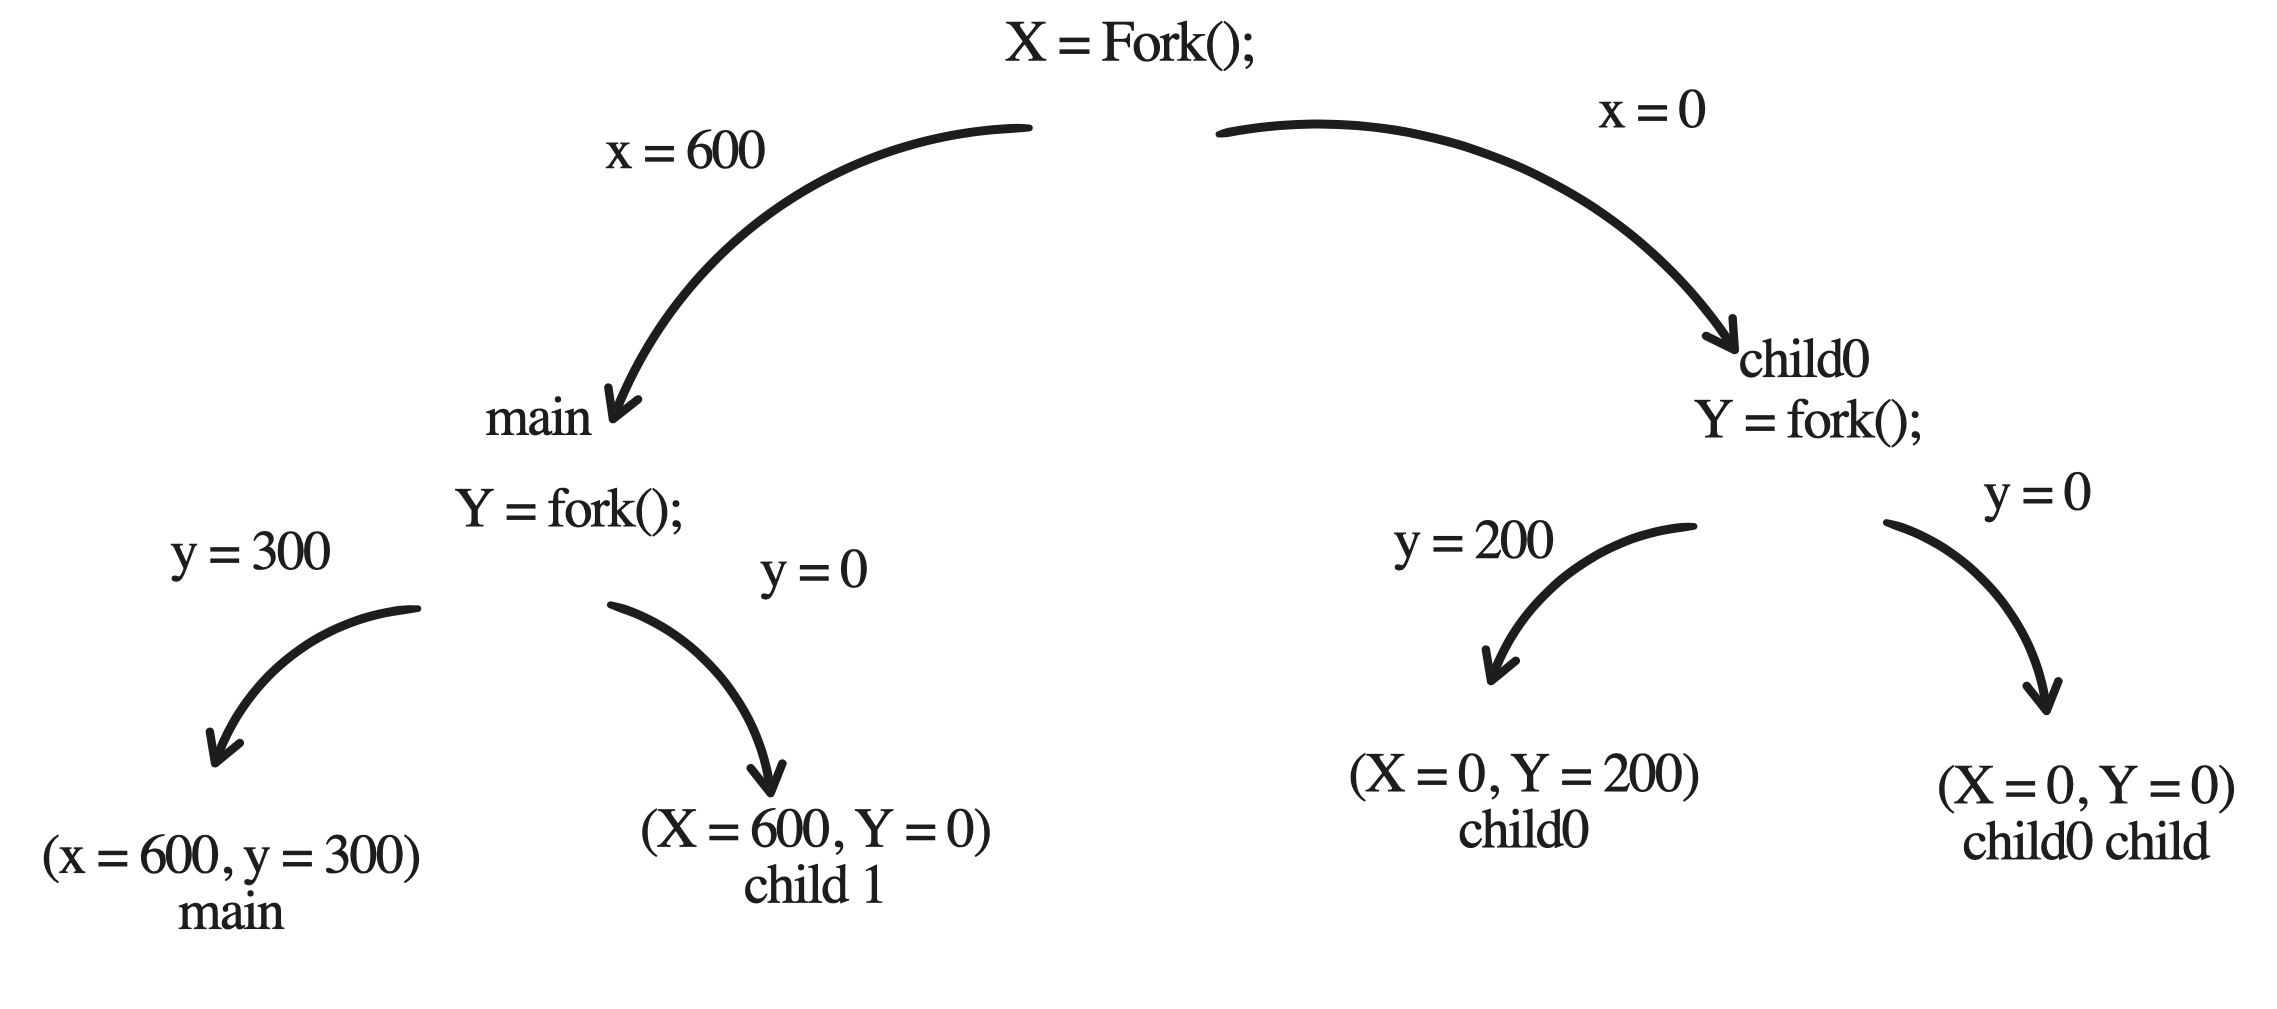 X = Fork();
x = 600
x = 0
main
child0
Y = fork();
Y = fork();
y = 300
y = 0
y = 200
y = 0
(x = 600, y = 300)
main
(X = 600, Y = 0)
child 1
(X = 0, Y = 200)
child0
(X = 0, Y = 0)
child0 child